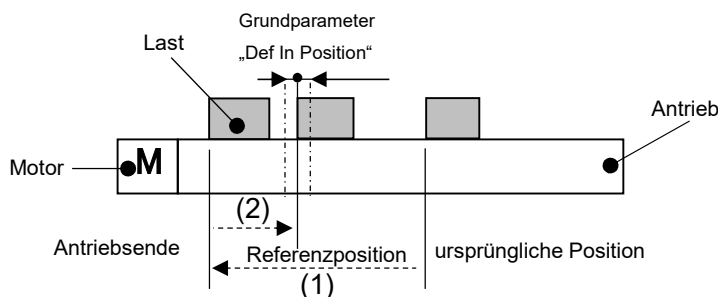 Grundparameter
„Def In Position“
Last
Antrieb
Motor
M
(2)
Antriebsende
Referenzposition
ursprüngliche Position
(1)